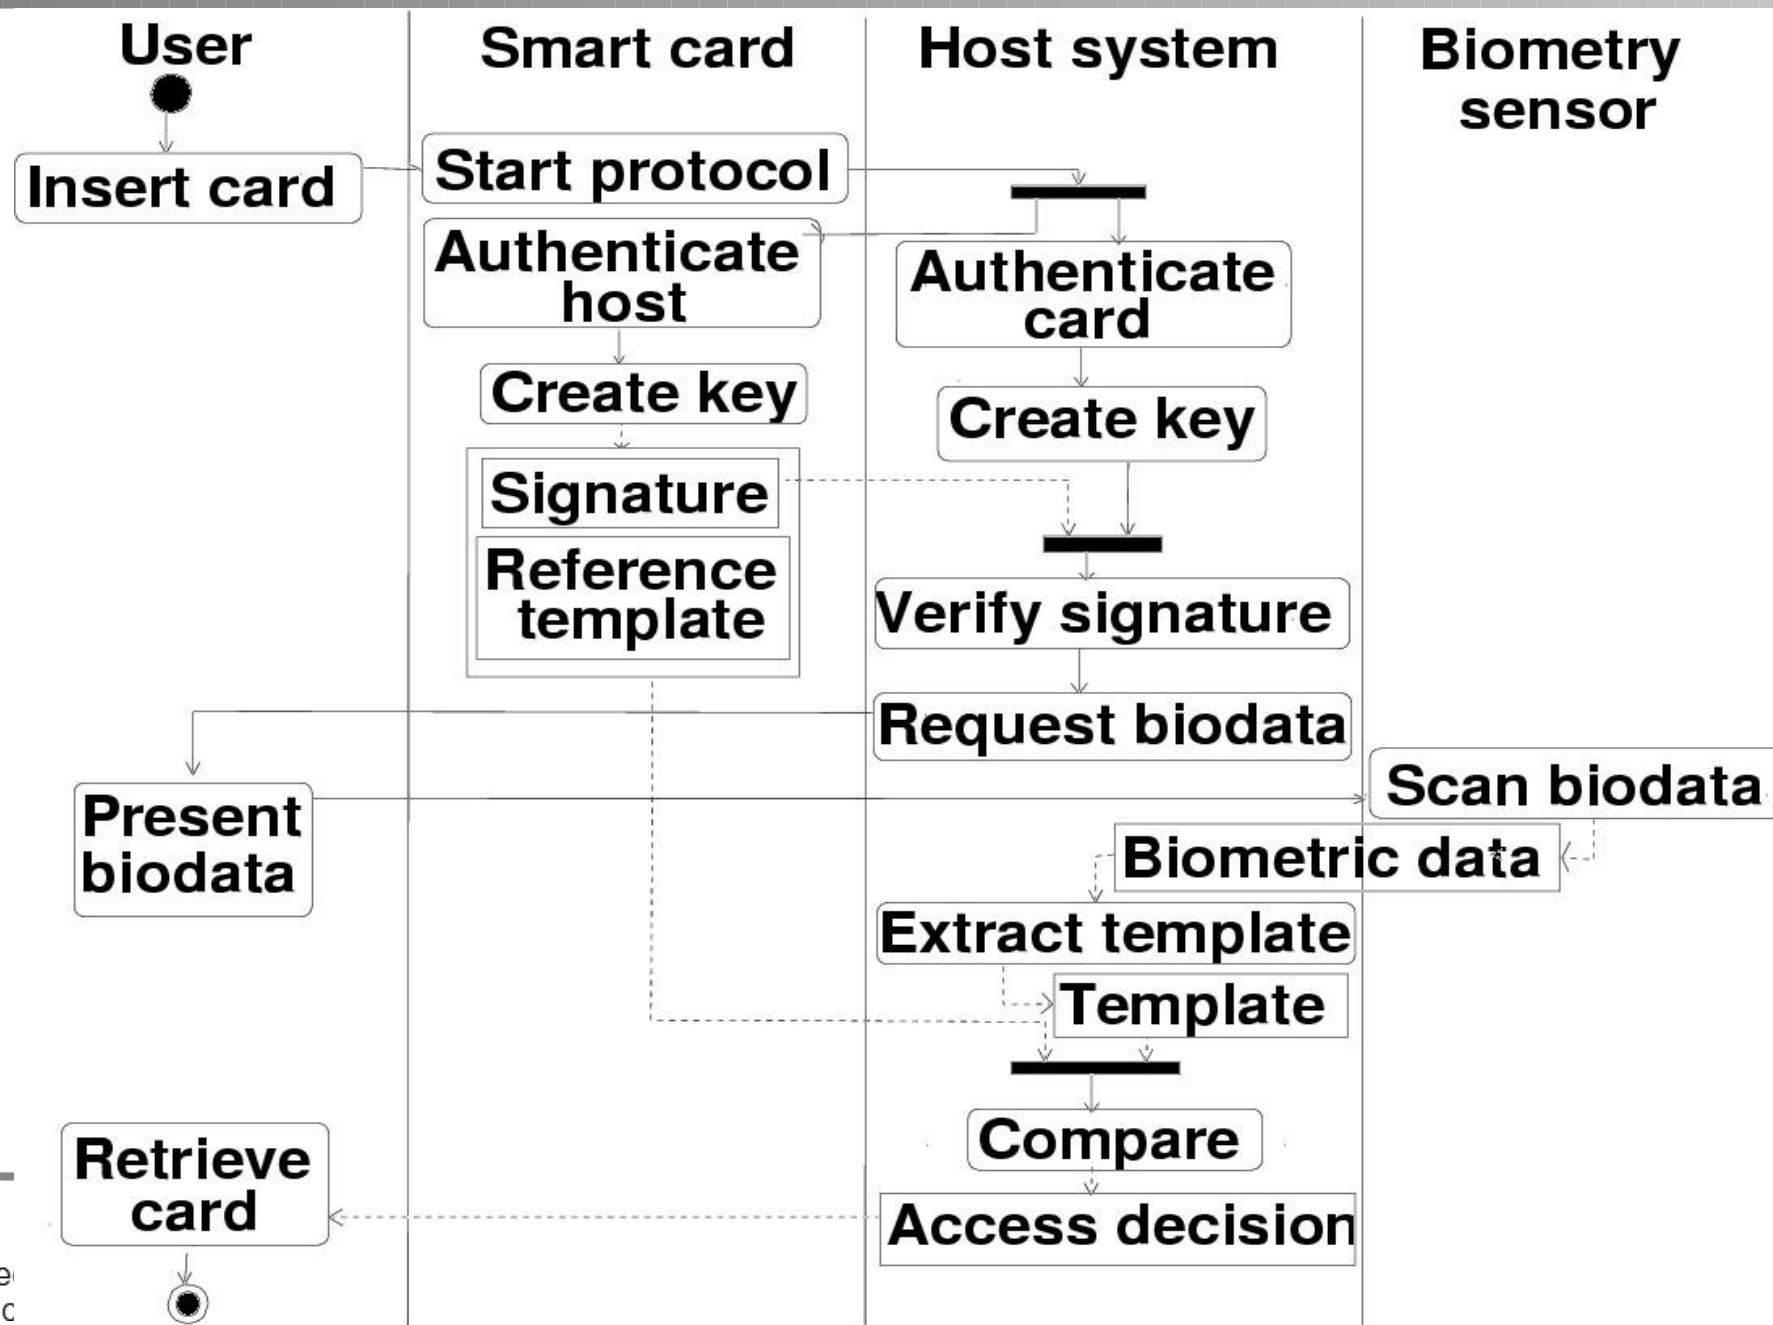 User
Smart card
Host system
Biometry
sensor
Insert card
Start protocol
Authenticate
host
Authenticate
card
Create key
Create key
Signature
Reference
template
Verify signature
Request biodata
Present
biodata
Scan biodata
Biometric data
Extract template
Template
Compare
Retrieve
card
Access decision